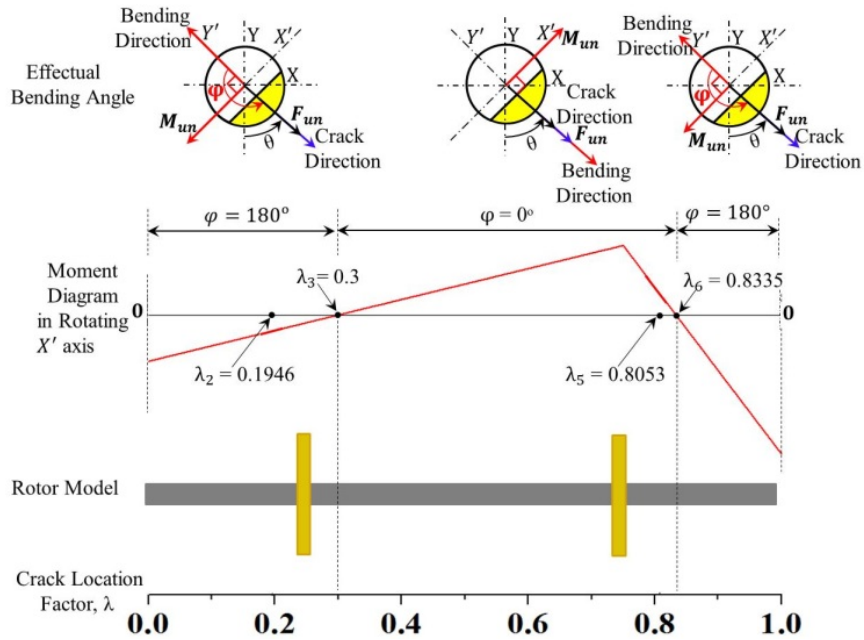 Bending
Direction
Effectual
Bending Angle
Y′ Y X′
X
φ
M_un
F_un
θ
Crack
Direction
Y′ Y X′
M_un
X
Crack
Direction
F_un
θ
Bending
Direction
Bending
Direction
Y′ Y X′
X
φ
M_un
F_un
θ
Crack
Direction
φ = 180°
φ = 0°
φ = 180°
Moment
Diagram
in Rotating
X′ axis
0
λ₃= 0.3
λ₆ = 0.8335
0
λ₂ = 0.1946
λ₅ = 0.8053
Rotor Model
Crack Location
Factor, λ
0.0 0.2 0.4 0.6 0.8 1.0